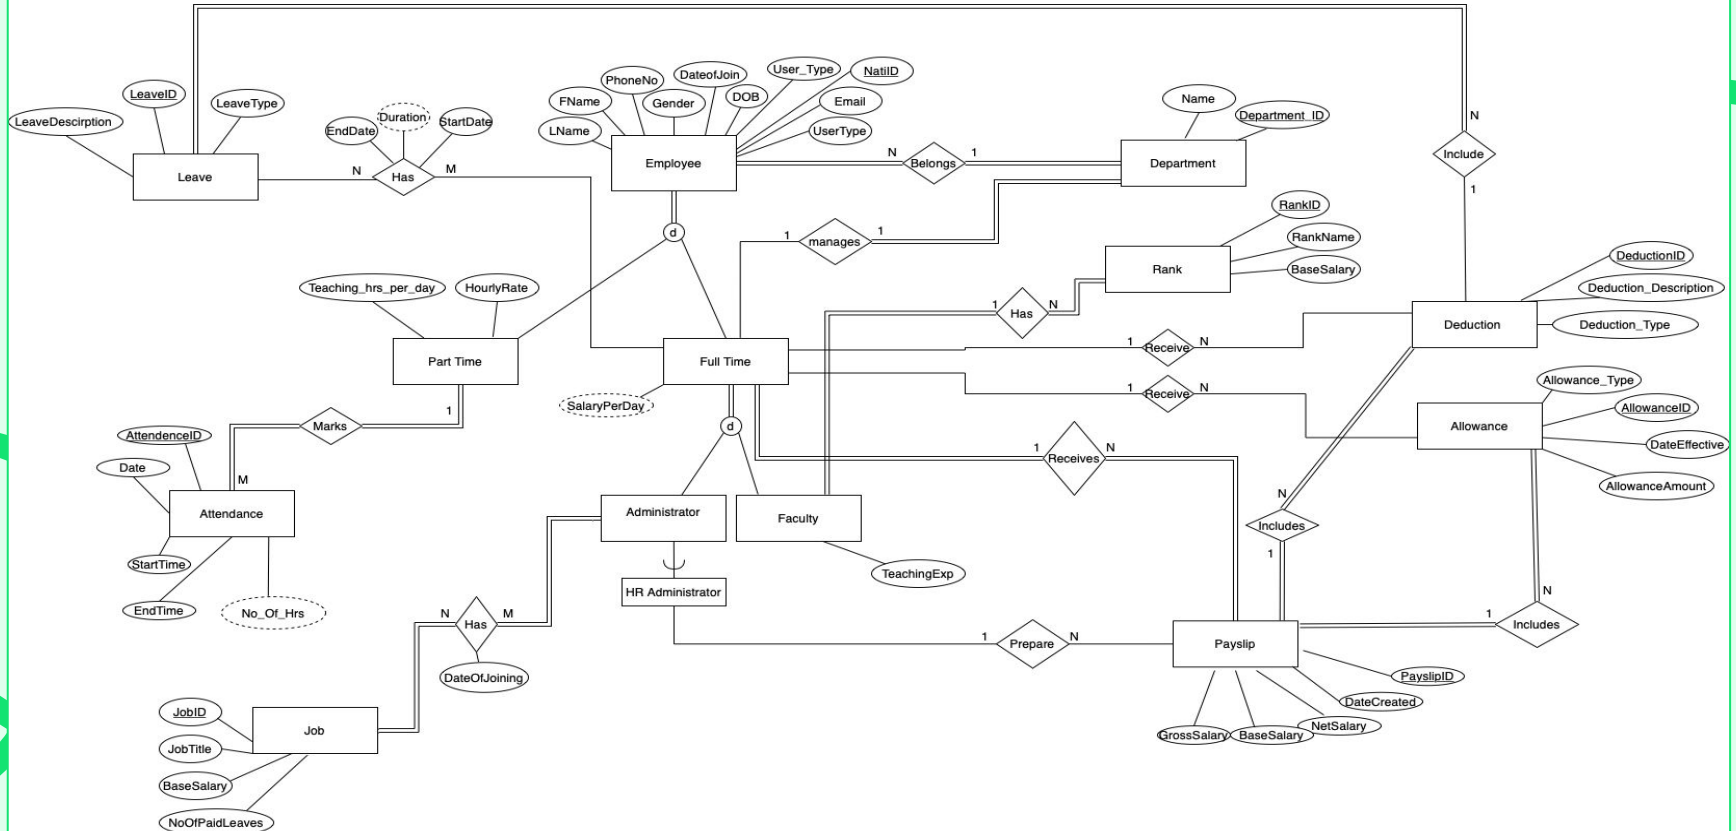 N
Include
1
LeaveDescirption
LeaveID
LeaveType
Leave
EndDate
Duration
StartDate
N
Has
M
LName
FName
PhoneNo
Gender
DateofJoin
DOB
User_Type
NatiID
Email
UserType
Employee
N
Belongs
1
Name
Department_ID
Department
d
1
manages
1
RankID
RankName
BaseSalary
Rank
1
Has
N
DeductionID
Deduction_Description
Deduction_Type
Deduction
Teaching_hrs_per_day
HourlyRate
Part Time
Full Time
SalaryPerDay
1
Receive
N
1
Receive
N
Allowance_Type
AllowanceID
DateEffective
AllowanceAmount
Allowance
1
Marks
M
AttendenceID
Date
Attendance
StartTime
EndTime
No_Of_Hrs
d
1
Receives
N
N
Includes
1
Administrator
Faculty
TeachingExp
HR Administrator
N
Has
M
DateOfJoining
1
Prepare
N
N
1
Includes
Payslip
PayslipID
DateCreated
NetSalary
BaseSalary
GrossSalary
JobID
JobTitle
BaseSalary
NoOfPaidLeaves
Job